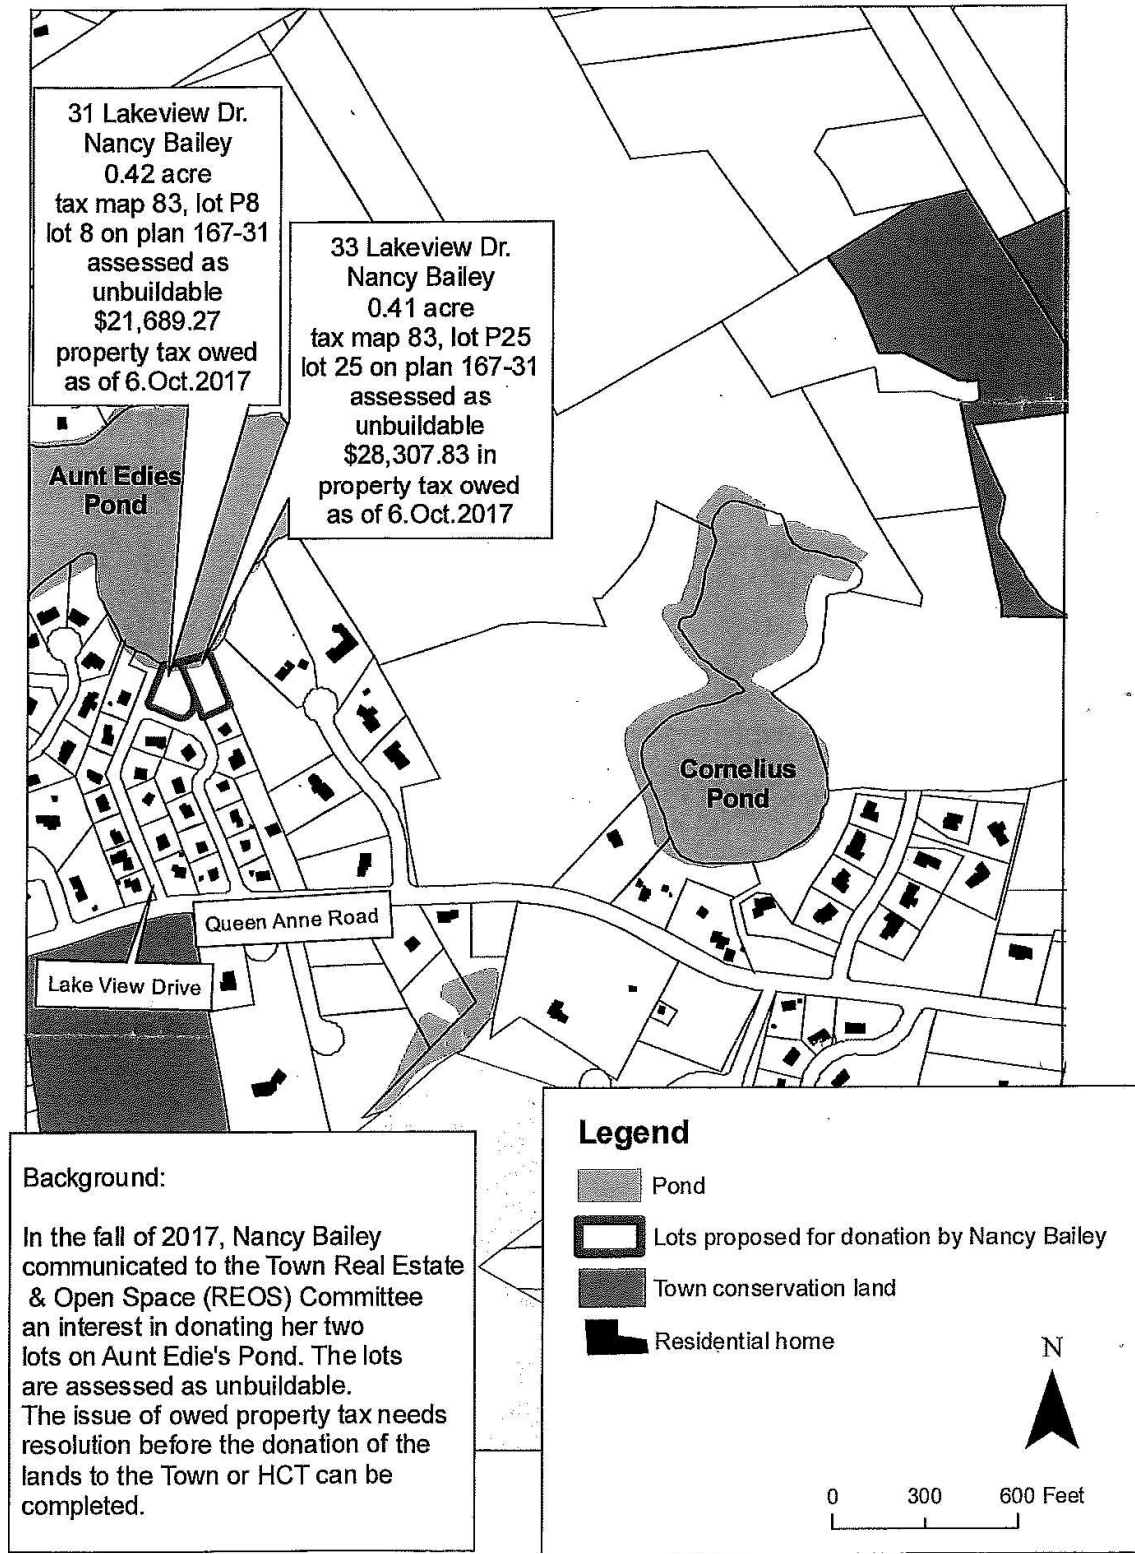 31 Lakeview Dr.
Nancy Bailey
0.42 acre
tax map 83, lot P8
lot 8 on plan 167-31
assessed as
unbuildable
$21,689.27
property tax owed
as of 6.Oct.2017
33 Lakeview Dr.
Nancy Bailey
0.41 acre
tax map 83, lot P25
lot 25 on plan 167-31
assessed as
unbuildable
$28,307.83 in
property tax owed
as of 6.Oct.2017
Aunt Edies
Pond
Cornelius
Pond
Queen Anne Road
Lake View Drive
Background:
In the fall of 2017, Nancy Bailey
communicated to the Town Real Estate
& Open Space (REOS) Committee
an interest in donating her two
lots on Aunt Edie's Pond. The lots
are assessed as unbuildable.
The issue of owed property tax needs
resolution before the donation of the
lands to the Town or HCT can be
completed.
Legend
Pond
Lots proposed for donation by Nancy Bailey
Town conservation land
Residential home
N
0 300 600 Feet